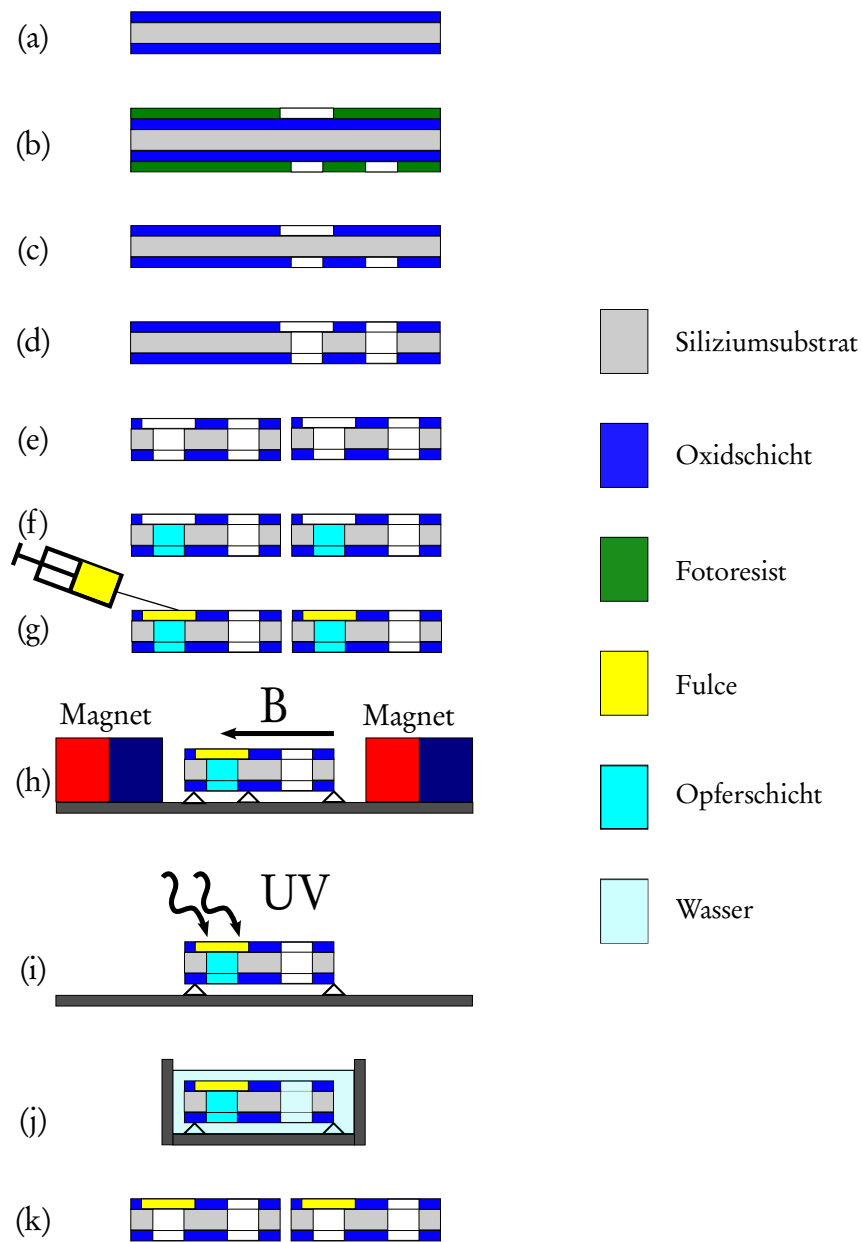 (a)
(b)
(c)
(d)
(e)
(f)
(g)
Magnet B Magnet
(h)
UV
(i)
(j)
(k)
Siliziumsubstrat
Oxidschicht
Fotoresist
Fulce
Opferschicht
Wasser